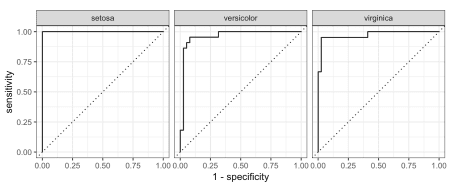 setosa versicolor virginica
1.00
0.75
0.50
0.25
0.00
sensitivity
0.00 0.25 0.50 0.75 1.00 0.00 0.25 0.50 0.75 1.00 0.00 0.25 0.50 0.75 1.00
1 - specificity